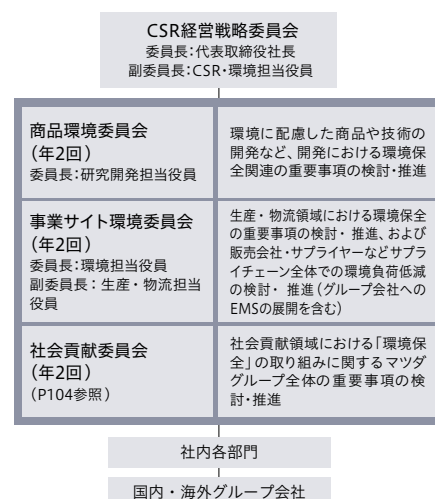 CSR経営戦略委員会
委員長:代表取締役社長
副委員長:CSR・環境担当役員
商品環境委員会
(年2回)
委員長:研究開発担当役員
環境に配慮した商品や技術の
開発など、開発における環境保
全関連の重要事項の検討・推進
事業サイト環境委員会
(年2回)
委員長:環境担当役員
副委員長:生産・物流担当
役員
生産・物流領域における環境保全
の重要事項の検討・ 推進、および
販売会社・サプライヤーなどサプラ
イチェーン全体での環境負荷低減
の検討・ 推進(グループ会社への
EMSの展開を含む)
社会貢献委員会
(年2回)
(P104参照)
社会貢献領域における「環境保
全」の取り組みに関するマツダ
グループ全体の重要事項の検
討・推進
社内各部門
国内・海外グループ会社